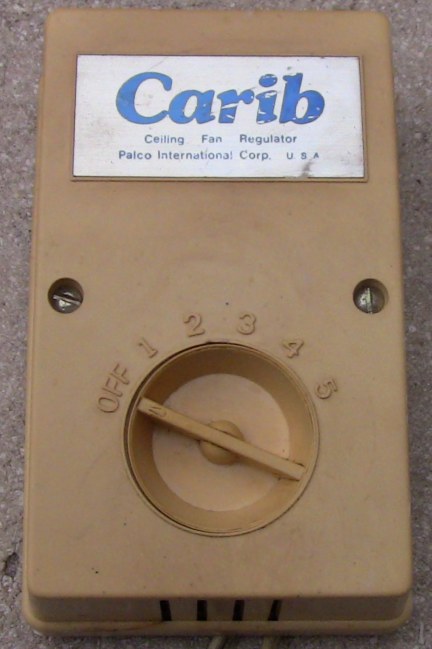 Carib
Ceiling Fan Regulator
Palco International Corp. U S A
OFF 1 2 3 4 5